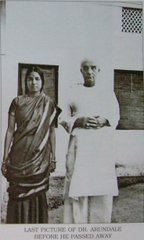 LAST PICTURE OF DR. ARUNDALE
BEFORE HE PASSED AWAY